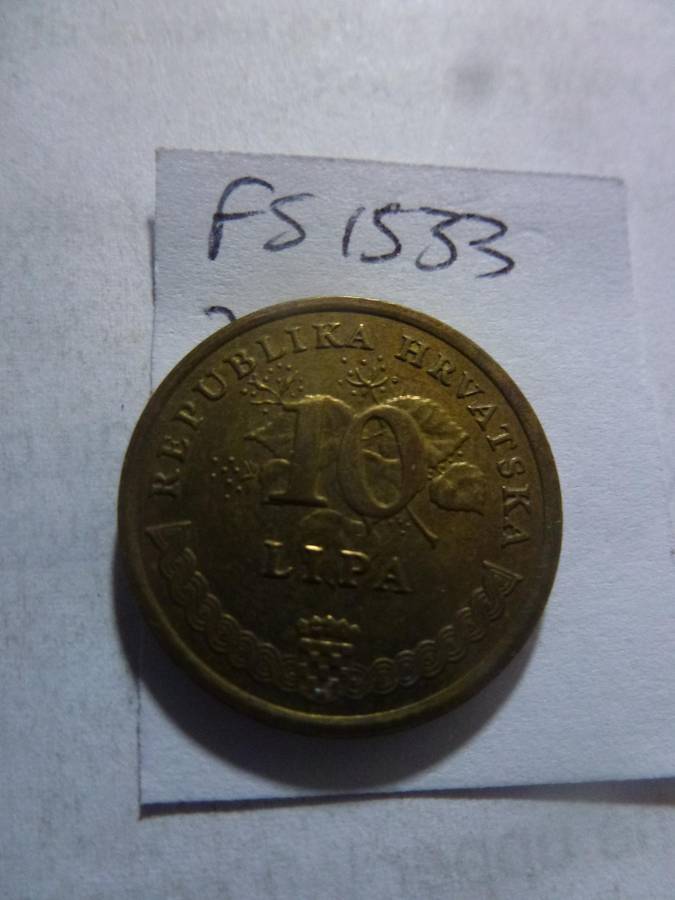 FS 1533
REPUBLIKA HRVATSKA
10
LIPA